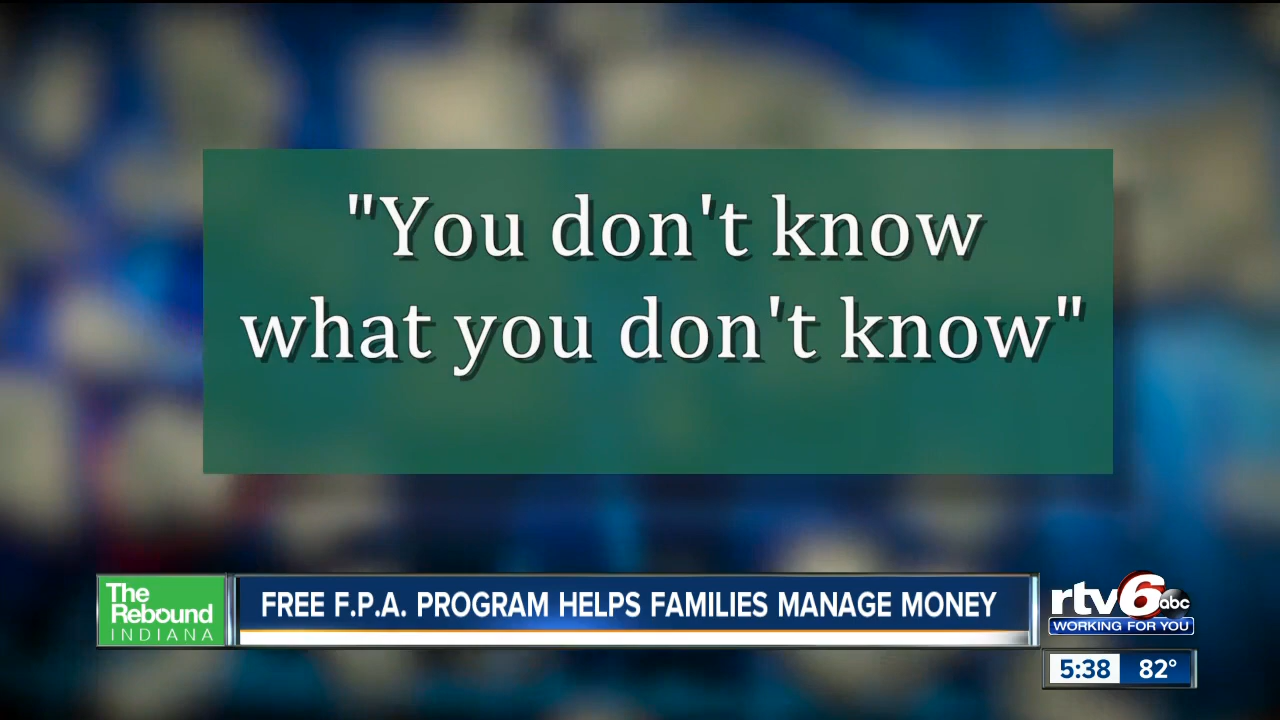 "You don't know
what you don't know"
The
Rebound
INDIANA
FREE F.P.A. PROGRAM HELPS FAMILIES MANAGE MONEY
rtv6 abc
WORKING FOR YOU
5:38 82°